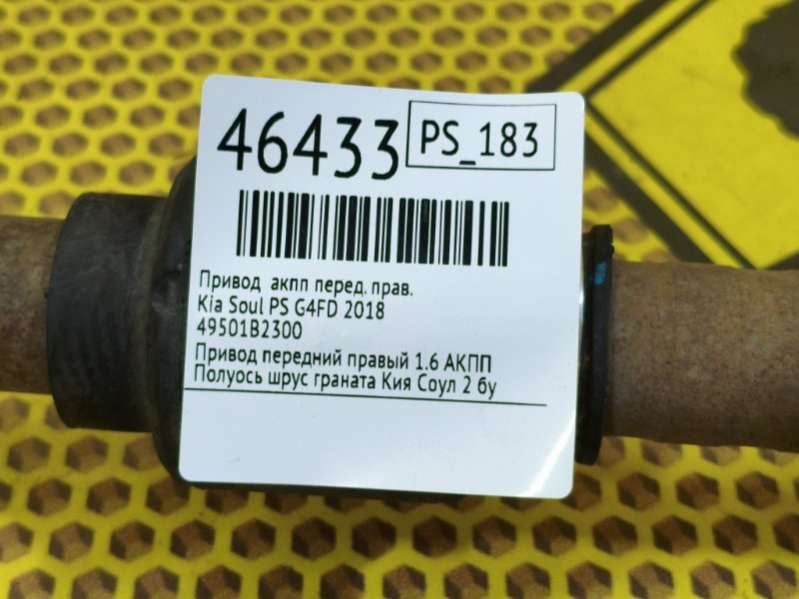 46433 PS_183
Привод акпп перед. прав.
Kia Soul PS G4FD 2018
49501B2300
Привод передний правый 1.6 АКПП
Полуось шрус граната Кия Соул 2 бу